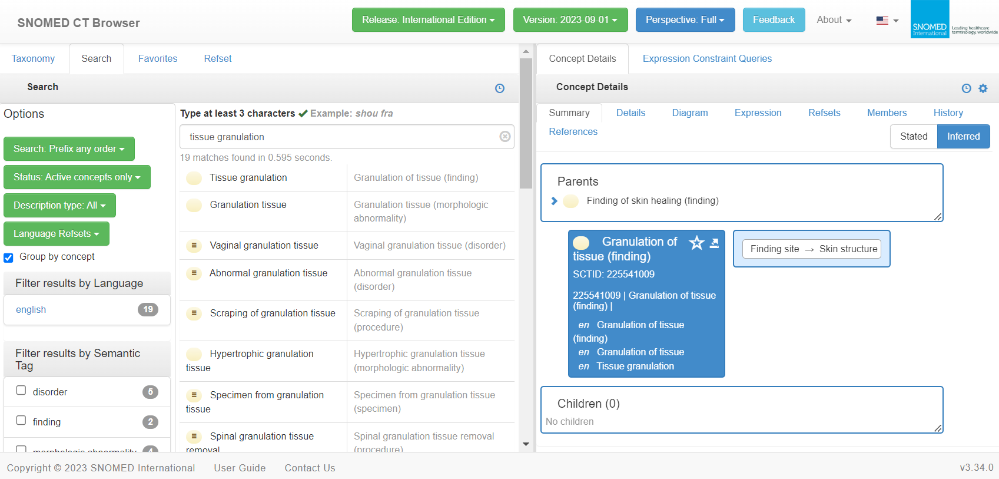 SNOMED CT Browser
Release: International Edition
Version: 2023-09-01
Perspective: Full
Feedback
About
SNOMED
International
Leading healthcare
terminology, worldwide
Taxonomy
Search
Favorites
Refset
Search
Options
Search: Prefix any order
Status: Active concepts only
Description type: All
Language Refsets
Group by concept
Filter results by Language
english 19
Filter results by Semantic
Tag
disorder 5
finding 2
morphologic abnormality 4
Type at least 3 characters Example: shou fra
tissue granulation
19 matches found in 0.595 seconds.
Tissue granulation
Granulation of tissue (finding)
Granulation tissue
Granulation tissue (morphologic
abnormality)
Vaginal granulation tissue
Vaginal granulation tissue (disorder)
Abnormal granulation tissue
Abnormal granulation tissue
(disorder)
Scraping of granulation tissue
Scraping of granulation tissue
(procedure)
Hypertrophic granulation
tissue
Hypertrophic granulation tissue
(morphologic abnormality)
Specimen from granulation
tissue
Specimen from granulation tissue
(specimen)
Spinal granulation tissue
removal
Spinal granulation tissue removal
(procedure)
Concept Details
Expression Constraint Queries
Concept Details
Summary
Details
Diagram
Expression
Refsets
Members
History
References
Stated
Inferred
Parents
Finding of skin healing (finding)
Granulation of
tissue (finding)
SCTID: 225541009
225541009 | Granulation of tissue
(finding) |
en Granulation of tissue
(finding)
en Granulation of tissue
en Tissue granulation
Finding site → Skin structure
Children (0)
No children
Copyright © 2023 SNOMED International
User Guide
Contact Us
v3.34.0